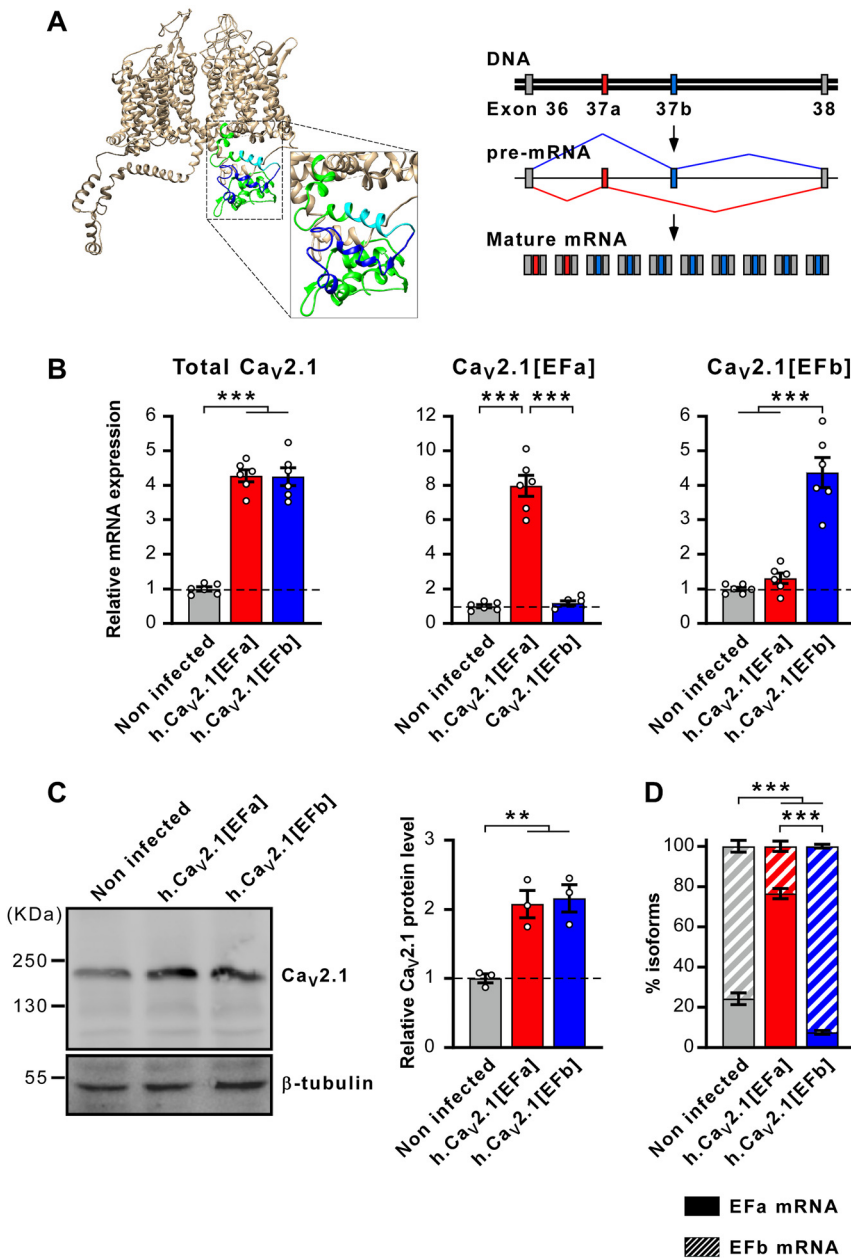 A
DNA
Exon 36 37a 37b 38
pre-mRNA
Mature mRNA
B
Total CaV2.1
Relative mRNA expression
6
5
4
3
2
1
0
***
Non infected
h.CaV2.1[EFa]
h.CaV2.1[EFb]
CaV2.1[EFa]
12
10
8
6
4
2
0
*** ***
Non infected
h.CaV2.1[EFa]
CaV2.1[EFb]
CaV2.1[EFb]
6
5
4
3
2
1
0
***
Non infected
h.CaV2.1[EFa]
h.CaV2.1[EFb]
C
Non infected
h.CaV2.1[EFa]
h.CaV2.1[EFb]
(KDa)
250
130
55
CaV2.1
β-tubulin
Relative CaV2.1 protein level
3
2
1
0
**
Non infected
h.CaV2.1[EFa]
h.CaV2.1[EFb]
D
% isoforms
100
80
60
40
20
0
***
***
Non infected
h.CaV2.1[EFa]
h.CaV2.1[EFb]
EFa mRNA
EFb mRNA